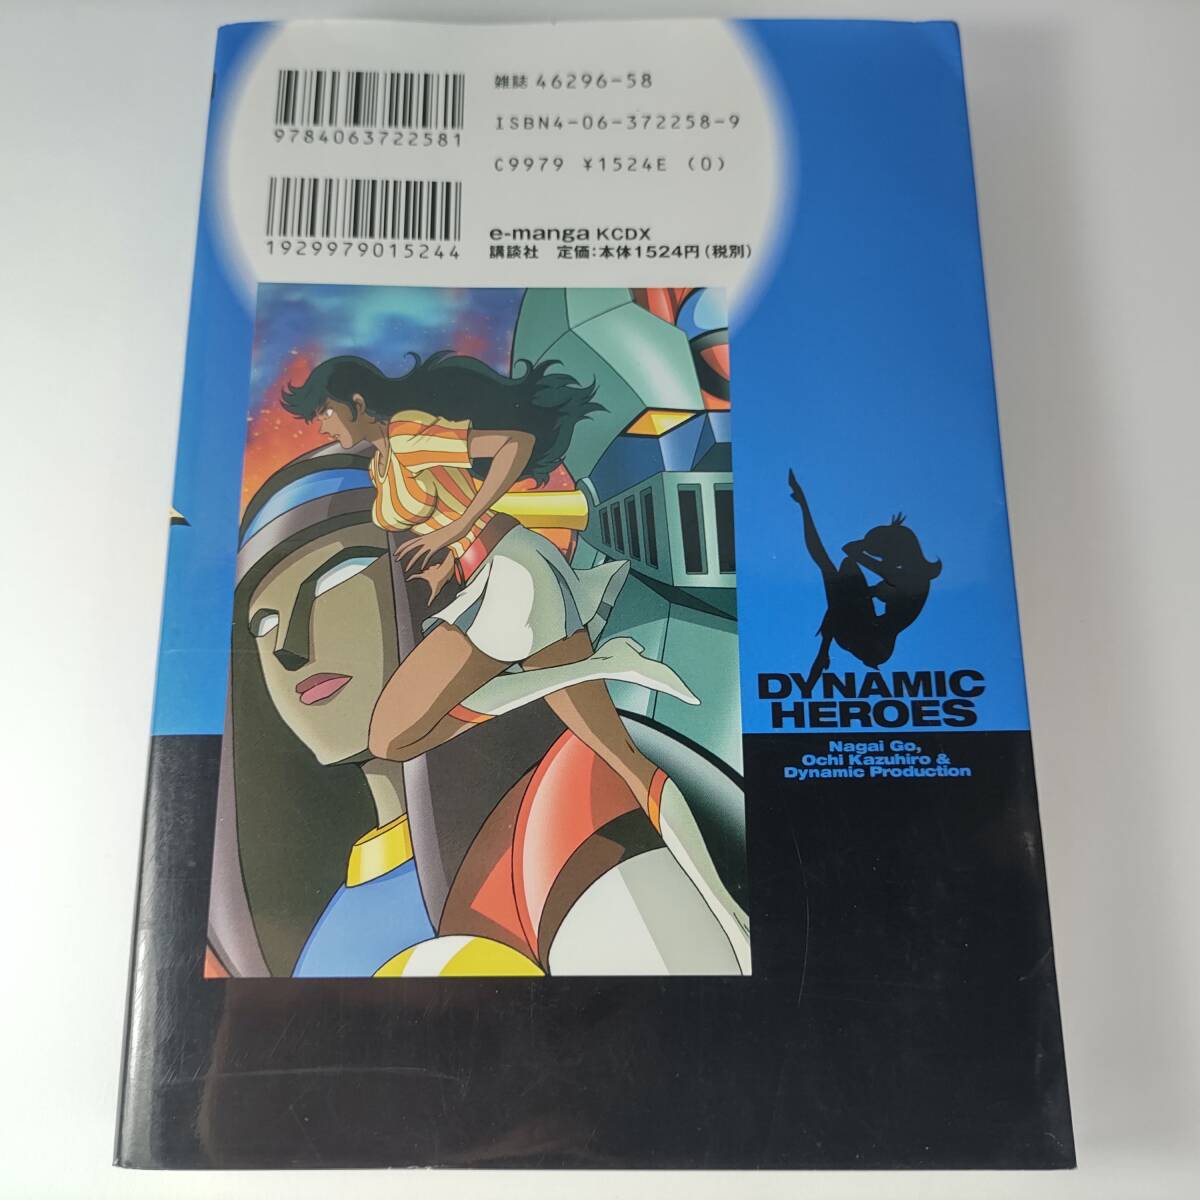 雑誌 46296-58
9784063722581
ISBN4-06-372258-9
C9979 ¥1524E (0)
1929979015244
e-manga KCDX
講談社 定価:本体1524円(税別)
DYNAMIC
HEROES
Nagai Go,
Ochi Kazuhiro &
Dynamic Production